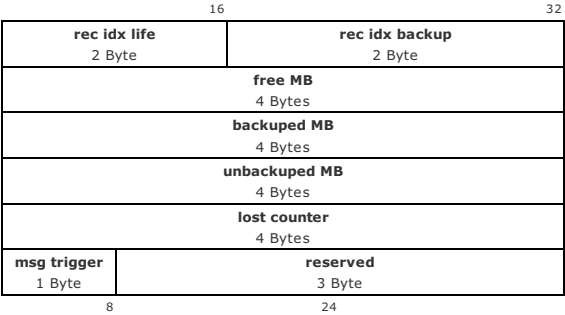 16 32
rec idx life rec idx backup
2 Byte 2 Byte
free MB
4 Bytes
backuped MB
4 Bytes
unbackuped MB
4 Bytes
lost counter
4 Bytes
msg trigger reserved
1 Byte 3 Byte
8 24